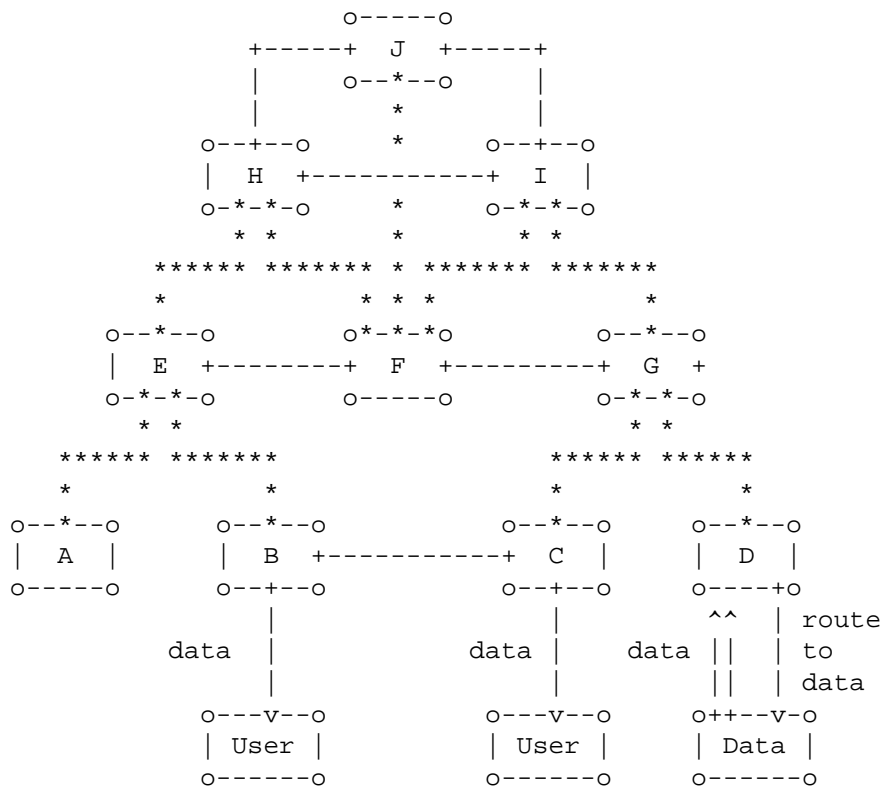 J
H I
E F G
A B C D
route
data data data to
data
User User Data